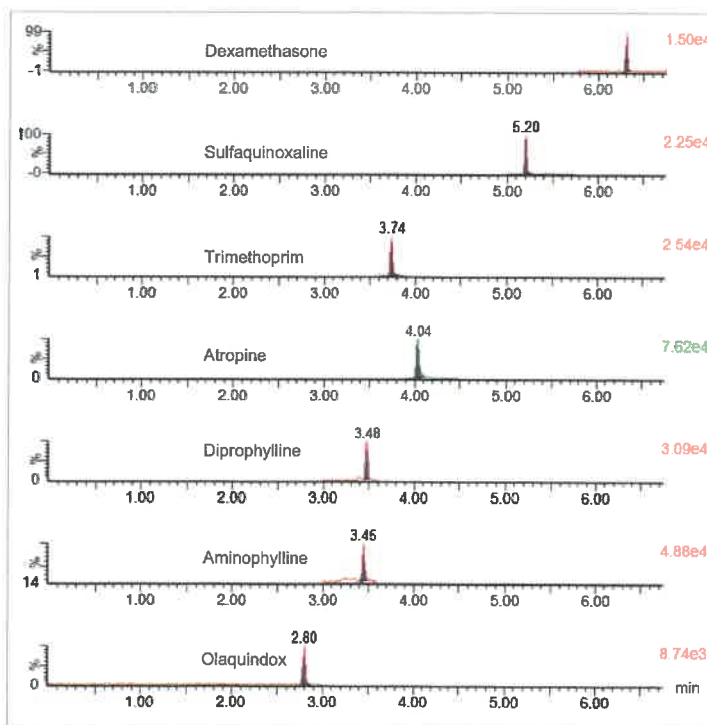 99
Dexamethasone
1.50e4
%
-1
1.00 2.00 3.00 4.00 5.00 6.00
100
5.20
Sulfaquinoxaline
2.25e4
%
-0
1.00 2.00 3.00 4.00 5.00 6.00
3.74
Trimethoprim
2.54e4
%
1
1.00 2.00 3.00 4.00 5.00 6.00
4.04
Atropine
7.62e4
%
0
1.00 2.00 3.00 4.00 5.00 6.00
3.48
Diprophylline
3.09e4
%
0
1.00 2.00 3.00 4.00 5.00 6.00
Aminophylline
4.88e4
%
14
1.00 2.00 3.00 4.00 5.00 6.00
2.80
Olaquindox
8.74e3
%
0
min
1.00 2.00 3.00 4.00 5.00 6.00